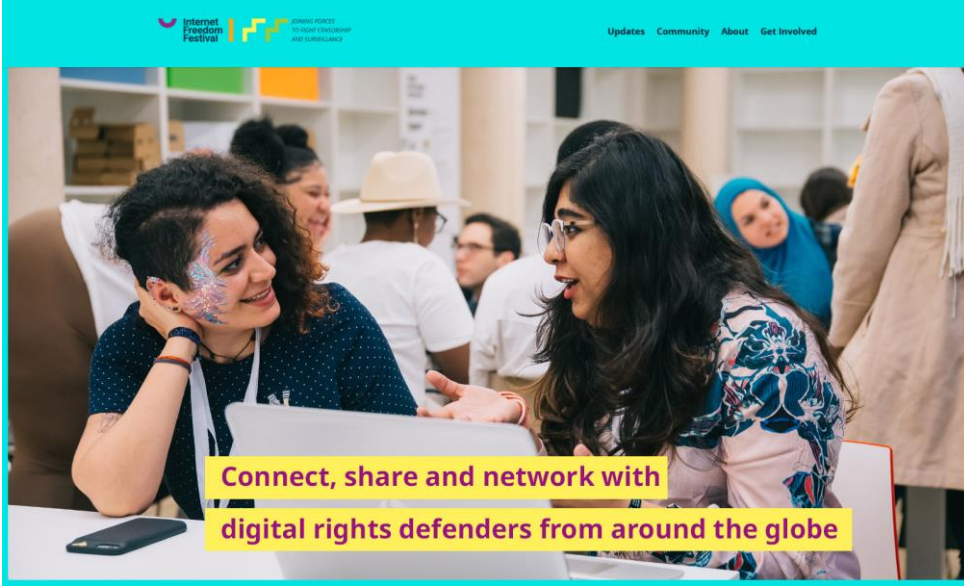 Internet
Freedom
Festival
JOINING FORCES
TO FIGHT CENSORSHIP
AND SURVEILLANCE
Updates Community About Get Involved
Connect, share and network with
digital rights defenders from around the globe